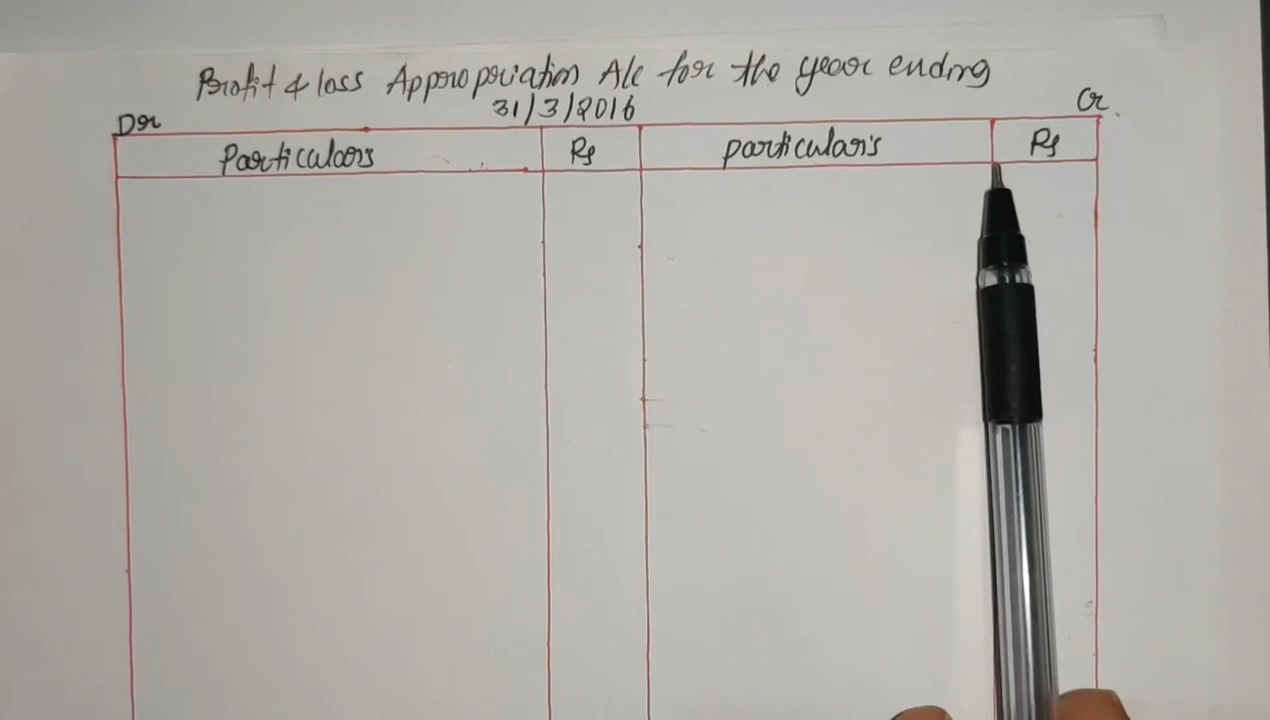 Profit & loss Appropriation A/c for the year ending
31/3/2016
Dr Cr.
Particulars Rs particulars Rs